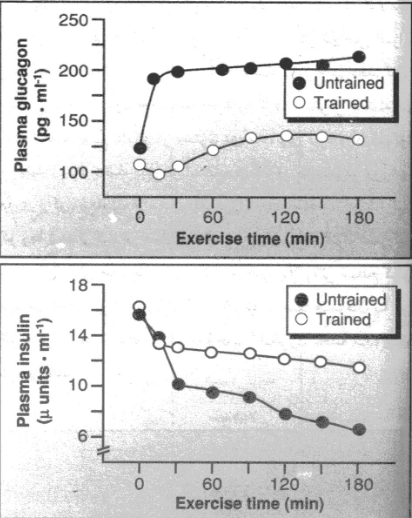 Plasma glucagon
(pg • ml-¹)
250
200
150
100
Untrained
Trained
0
60
120
180
Exercise time (min)
Plasma insulin
(μ units • ml-¹)
18
14
10
6
Untrained
Trained
0
60
120
180
Exercise time (min)